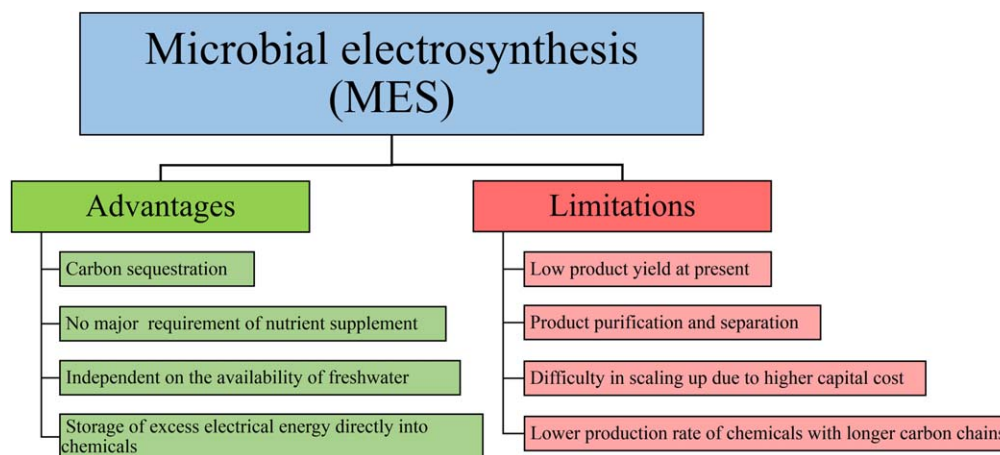 Microbial electrosynthesis
(MES)
Advantages
Carbon sequestration
No major requirement of nutrient supplement
Independent on the availability of freshwater
Storage of excess electrical energy directly into
chemicals
Limitations
Low product yield at present
Product purification and separation
Difficulty in scaling up due to higher capital cost
Lower production rate of chemicals with longer carbon chains